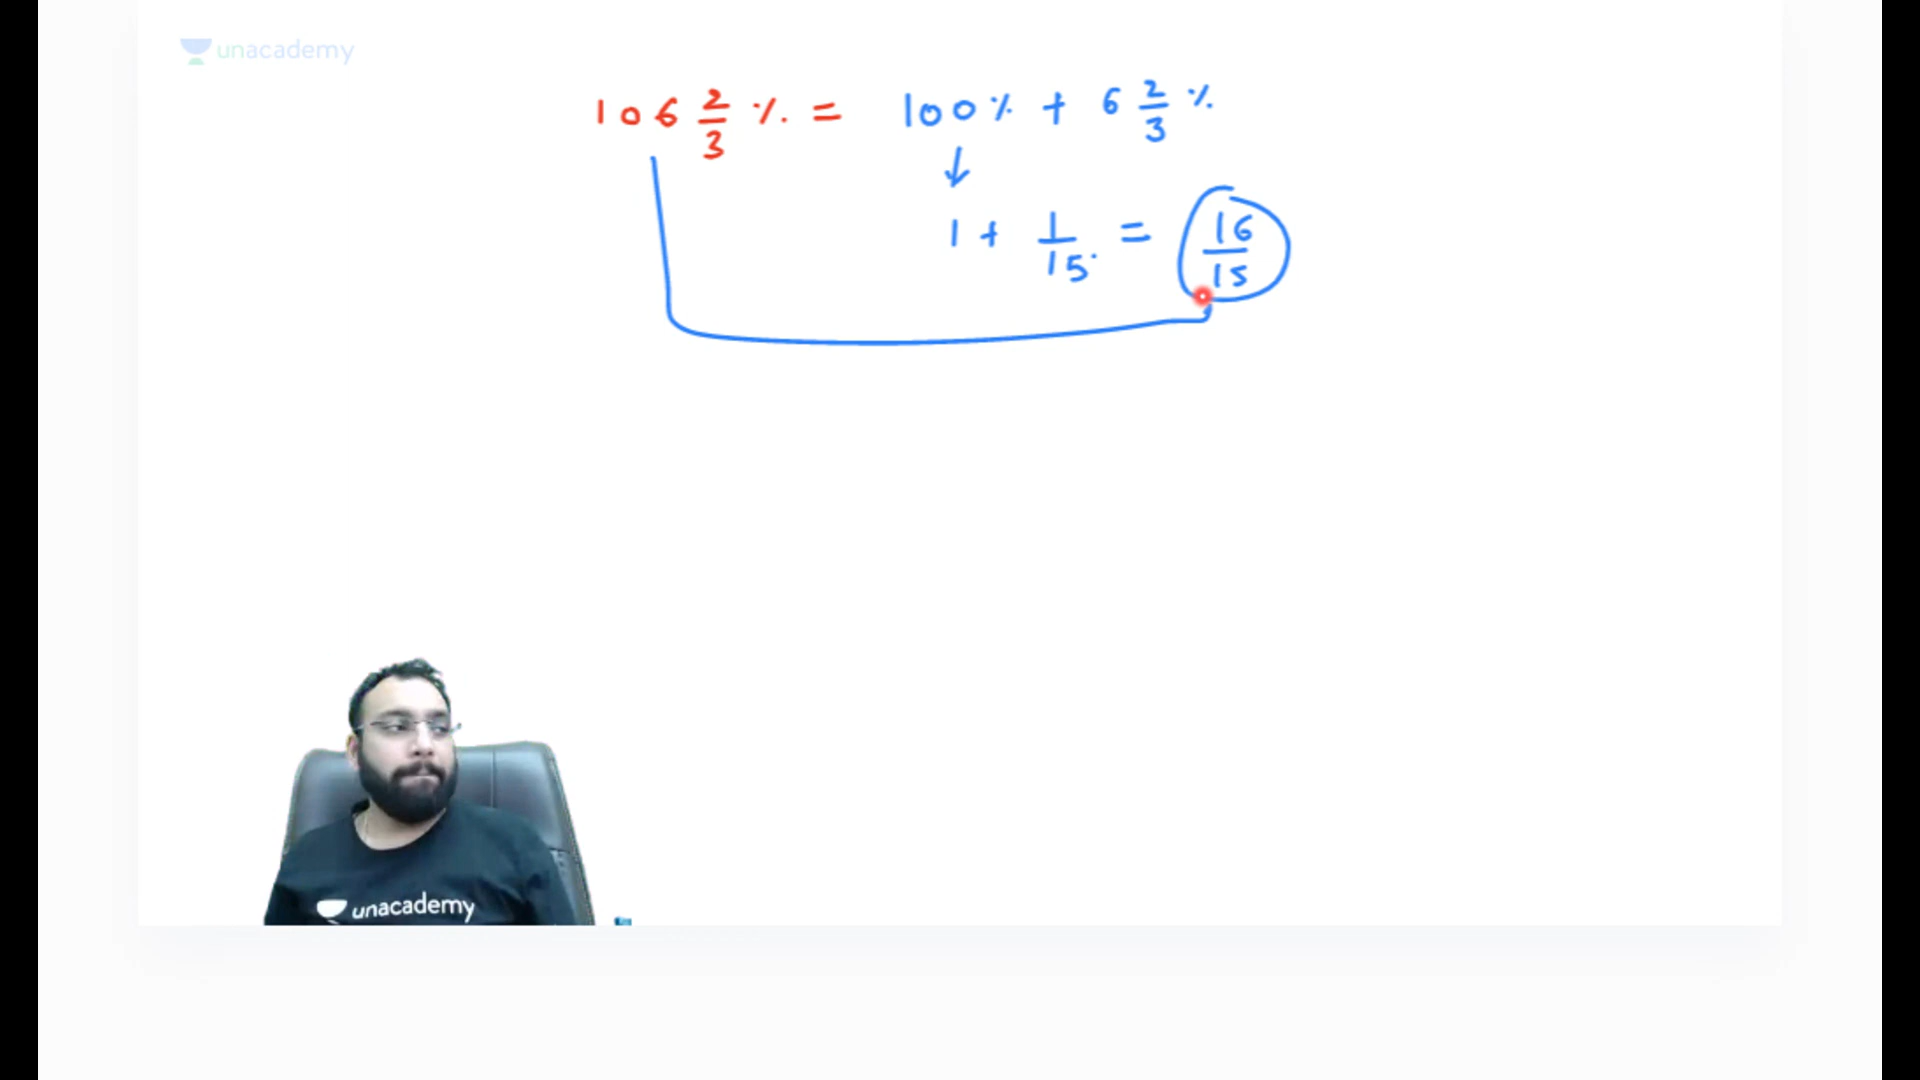 unacademy
106 2/3 % = 100% + 6 2/3 %
↓
1 + 1/15 = 16/15
unacademy